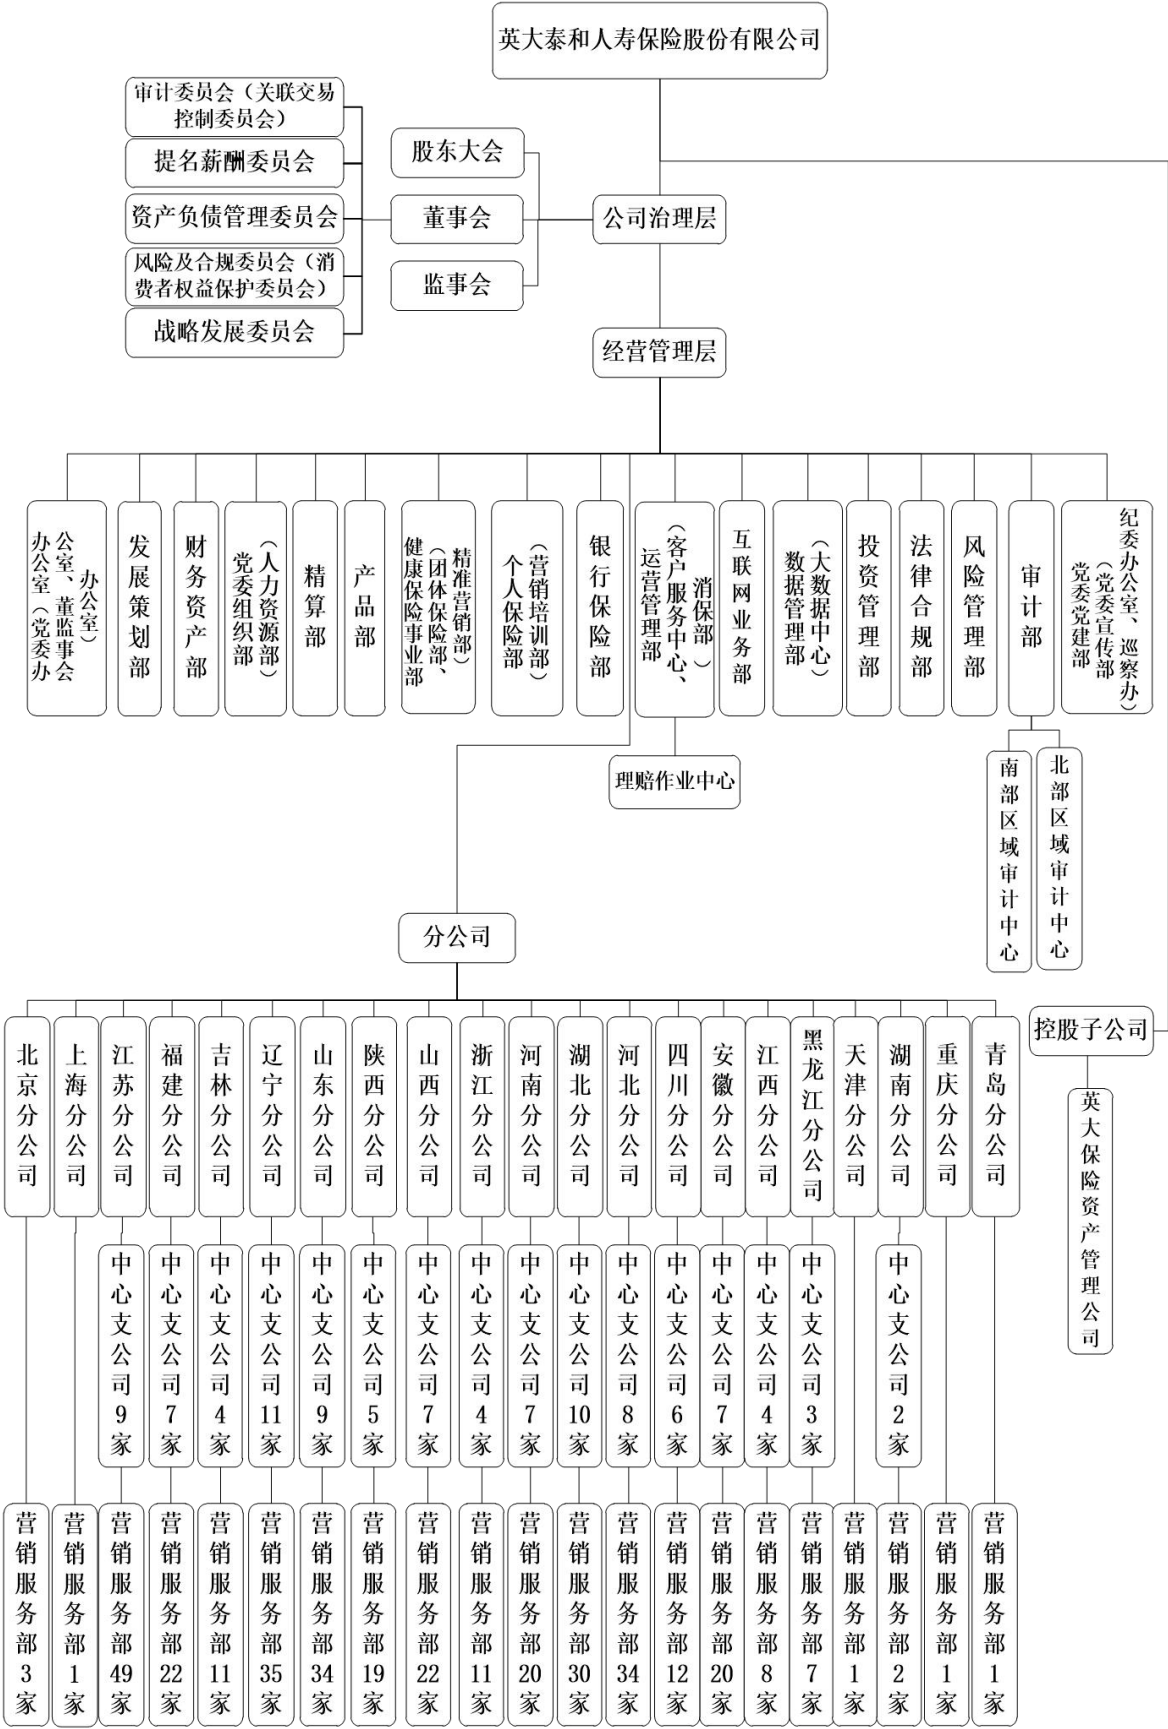 英大泰和人寿保险股份有限公司
审计委员会（关联交易
控制委员会）
提名薪酬委员会
资产负债管理委员会
风险及合规委员会（消
费者权益保护委员会）
战略发展委员会
股东大会
董事会
监事会
公司治理层
经营管理层
办公室（党委办
公室、董监事会
办公室）
发展策划部
财务资产部
党委组织部
（人力资源部）
精算部
产品部
健康保险事业部
（团体保险部、
精准营销部）
个人保险部
（营销培训部）
银行保险部
运营管理部
（客户服务中心、
消保部）
互联网业务部
数据管理部
（大数据中心）
投资管理部
法律合规部
风险管理部
审计部
党委党建部
（党委宣传部
纪委办公室、巡察办）
理赔作业中心
南部区域审计中心
北部区域审计中心
分公司
控股子公司
英大保险资产管理公司
北京分公司
上海分公司
江苏分公司
福建分公司
吉林分公司
辽宁分公司
山东分公司
陕西分公司
山西分公司
浙江分公司
河南分公司
湖北分公司
河北分公司
四川分公司
安徽分公司
江西分公司
黑龙江分公司
天津分公司
湖南分公司
重庆分公司
青岛分公司
中心支公司9家
中心支公司7家
中心支公司4家
中心支公司11家
中心支公司9家
中心支公司5家
中心支公司7家
中心支公司4家
中心支公司7家
中心支公司10家
中心支公司8家
中心支公司6家
中心支公司7家
中心支公司4家
中心支公司3家
中心支公司2家
营销服务部3家
营销服务部1家
营销服务部49家
营销服务部22家
营销服务部11家
营销服务部35家
营销服务部34家
营销服务部19家
营销服务部22家
营销服务部11家
营销服务部20家
营销服务部30家
营销服务部34家
营销服务部12家
营销服务部20家
营销服务部8家
营销服务部7家
营销服务部1家
营销服务部2家
营销服务部1家
营销服务部1家